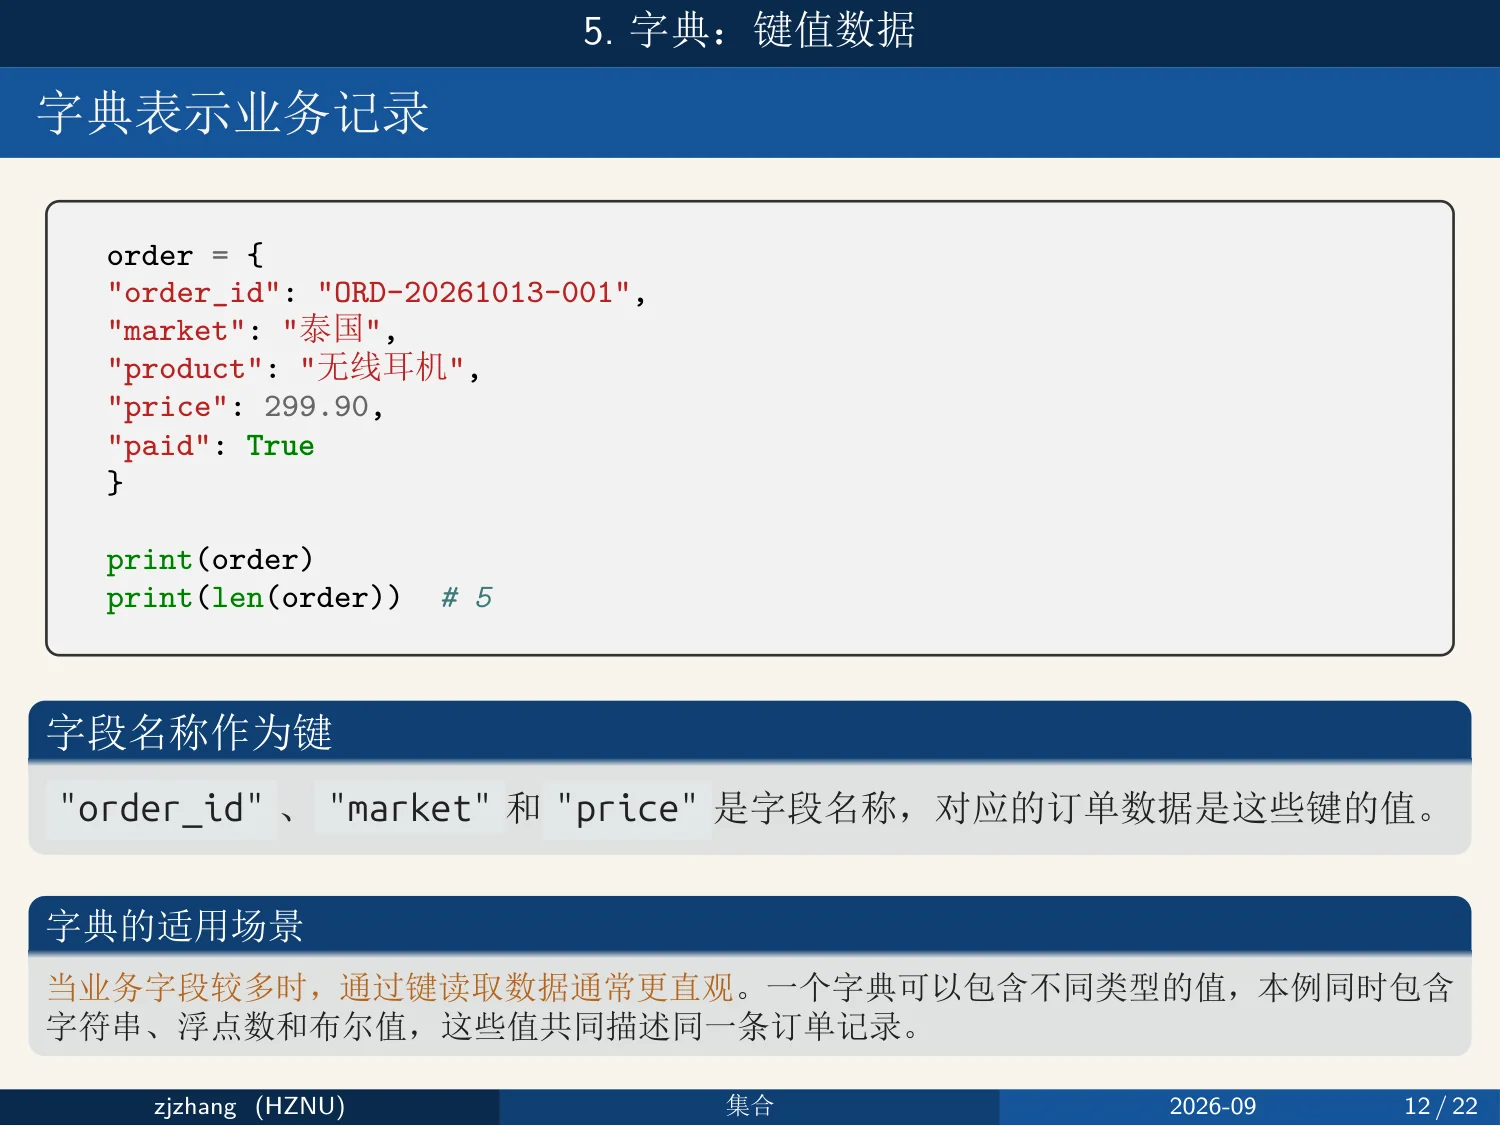 5. 字典：键值数据
字典表示业务记录
order = {
"order_id": "ORD-20261013-001",
"market": "泰国",
"product": "无线耳机",
"price": 299.90,
"paid": True
}
print(order)
print(len(order))  # 5
字段名称作为键
"order_id"、"market"和"price"是字段名称，对应的订单数据是这些键的值。
字典的适用场景
当业务字段较多时，通过键读取数据通常更直观。一个字典可以包含不同类型的值，本例同时包含
字符串、浮点数和布尔值，这些值共同描述同一条订单记录。
zjzhang (HZNU)
集合
2026-09
12 / 22